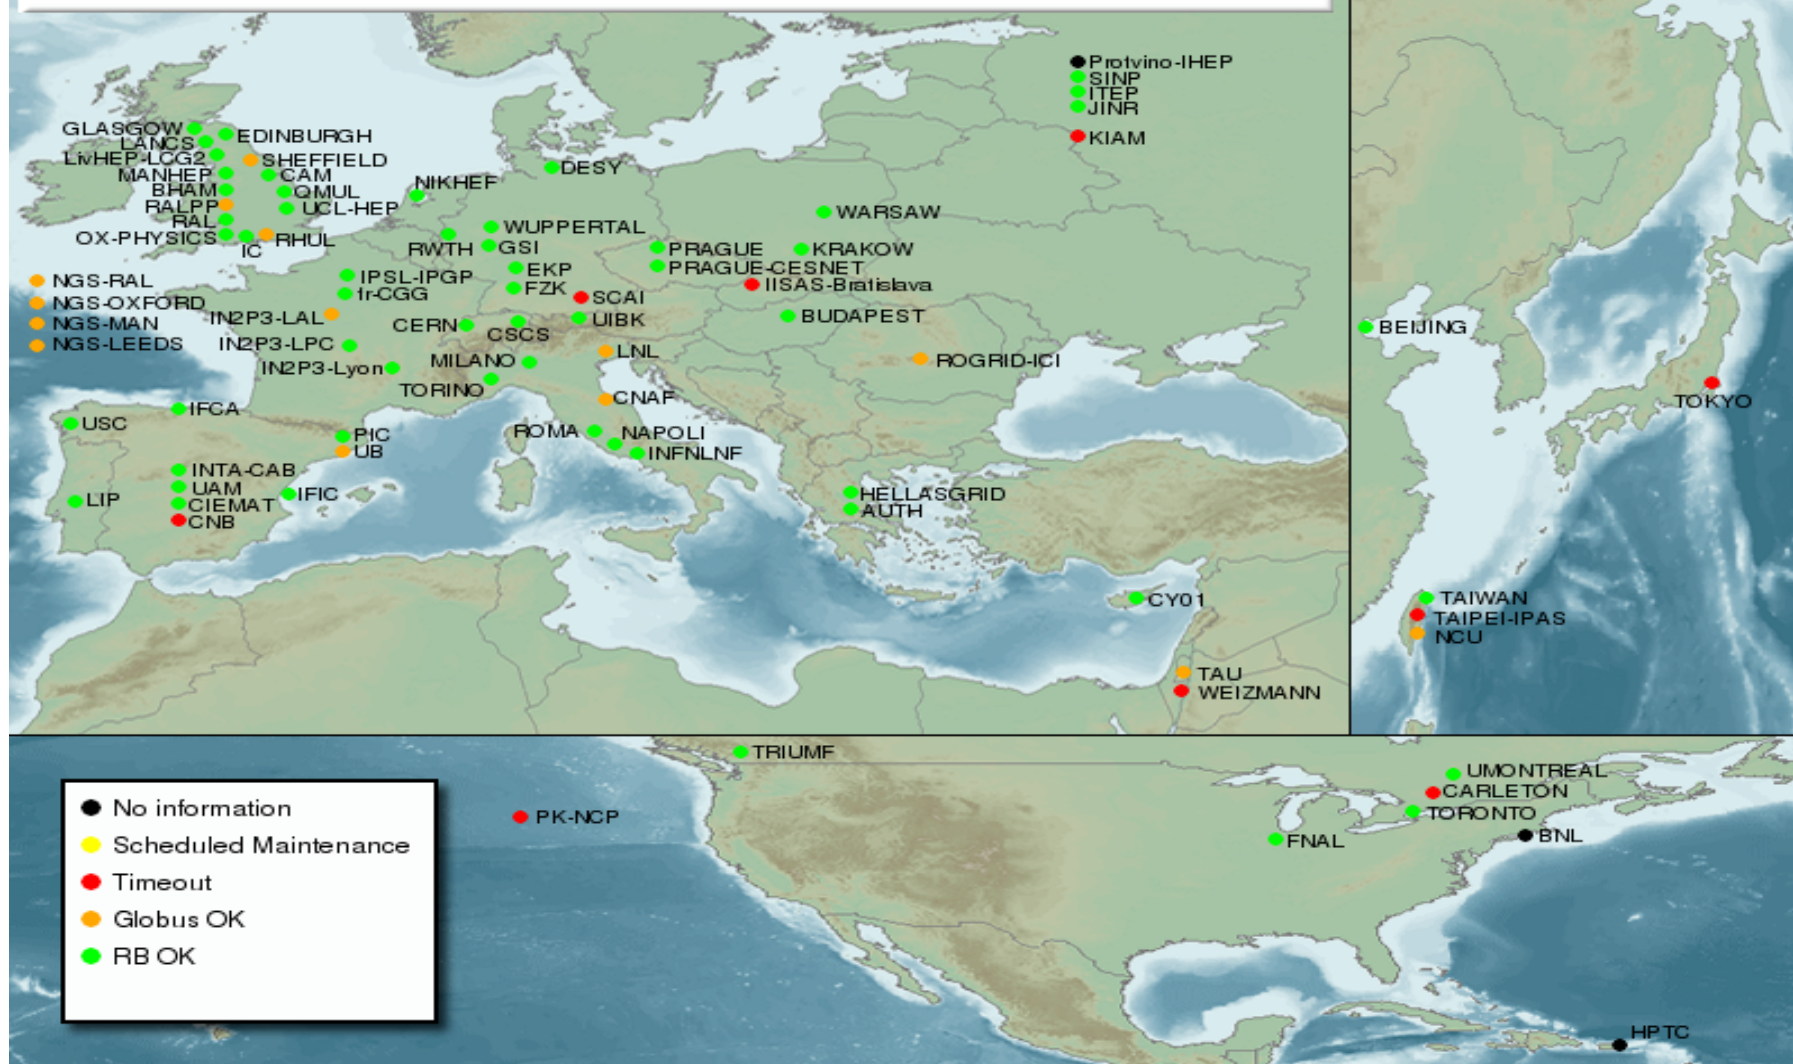 Protvino-IHEP
SINP
ITEP
JINR
KIAM
GLASGOW
EDINBURGH
LANCS
LivHEP-LCG2
SHEFFIELD
MANHEP
CAM
BHAM
QMUL
RALPP
UCL-HEP
RAL
OX-PHYSICS
IC
RHUL
NIKHEF
DESY
WARSAW
WUPPERTAL
RWTH
GSI
PRAGUE
KRAKOW
PRAGUE-CESNET
EKP
FZK
IISAS-Bratislava
SCAI
NGS-RAL
NGS-OXFORD
NGS-MAN
NGS-LEEDS
IPSL-IPGP
fr-CGG
IN2P3-LAL
IN2P3-LPC
IN2P3-Lyon
CERN
CSCS
UIBK
BUDAPEST
MILANO
LNL
ROGRID-ICI
TORINO
CNAF
IFCA
USC
PIC
UB
ROMA
NAPOLI
INFNLNF
INTA-CAB
UAM
CIEMAT
CNB
IFIC
LIP
HELLASGRID
AUTH
CY01
TAU
WEIZMANN
BEIJING
TOKYO
TAIWAN
TAIPEI-IPAS
NCU
TRIUMF
UMONTREAL
CARLETON
TORONTO
BNL
FNAL
PK-NCP
HPTC
No information
Scheduled Maintenance
Timeout
Globus OK
RB OK